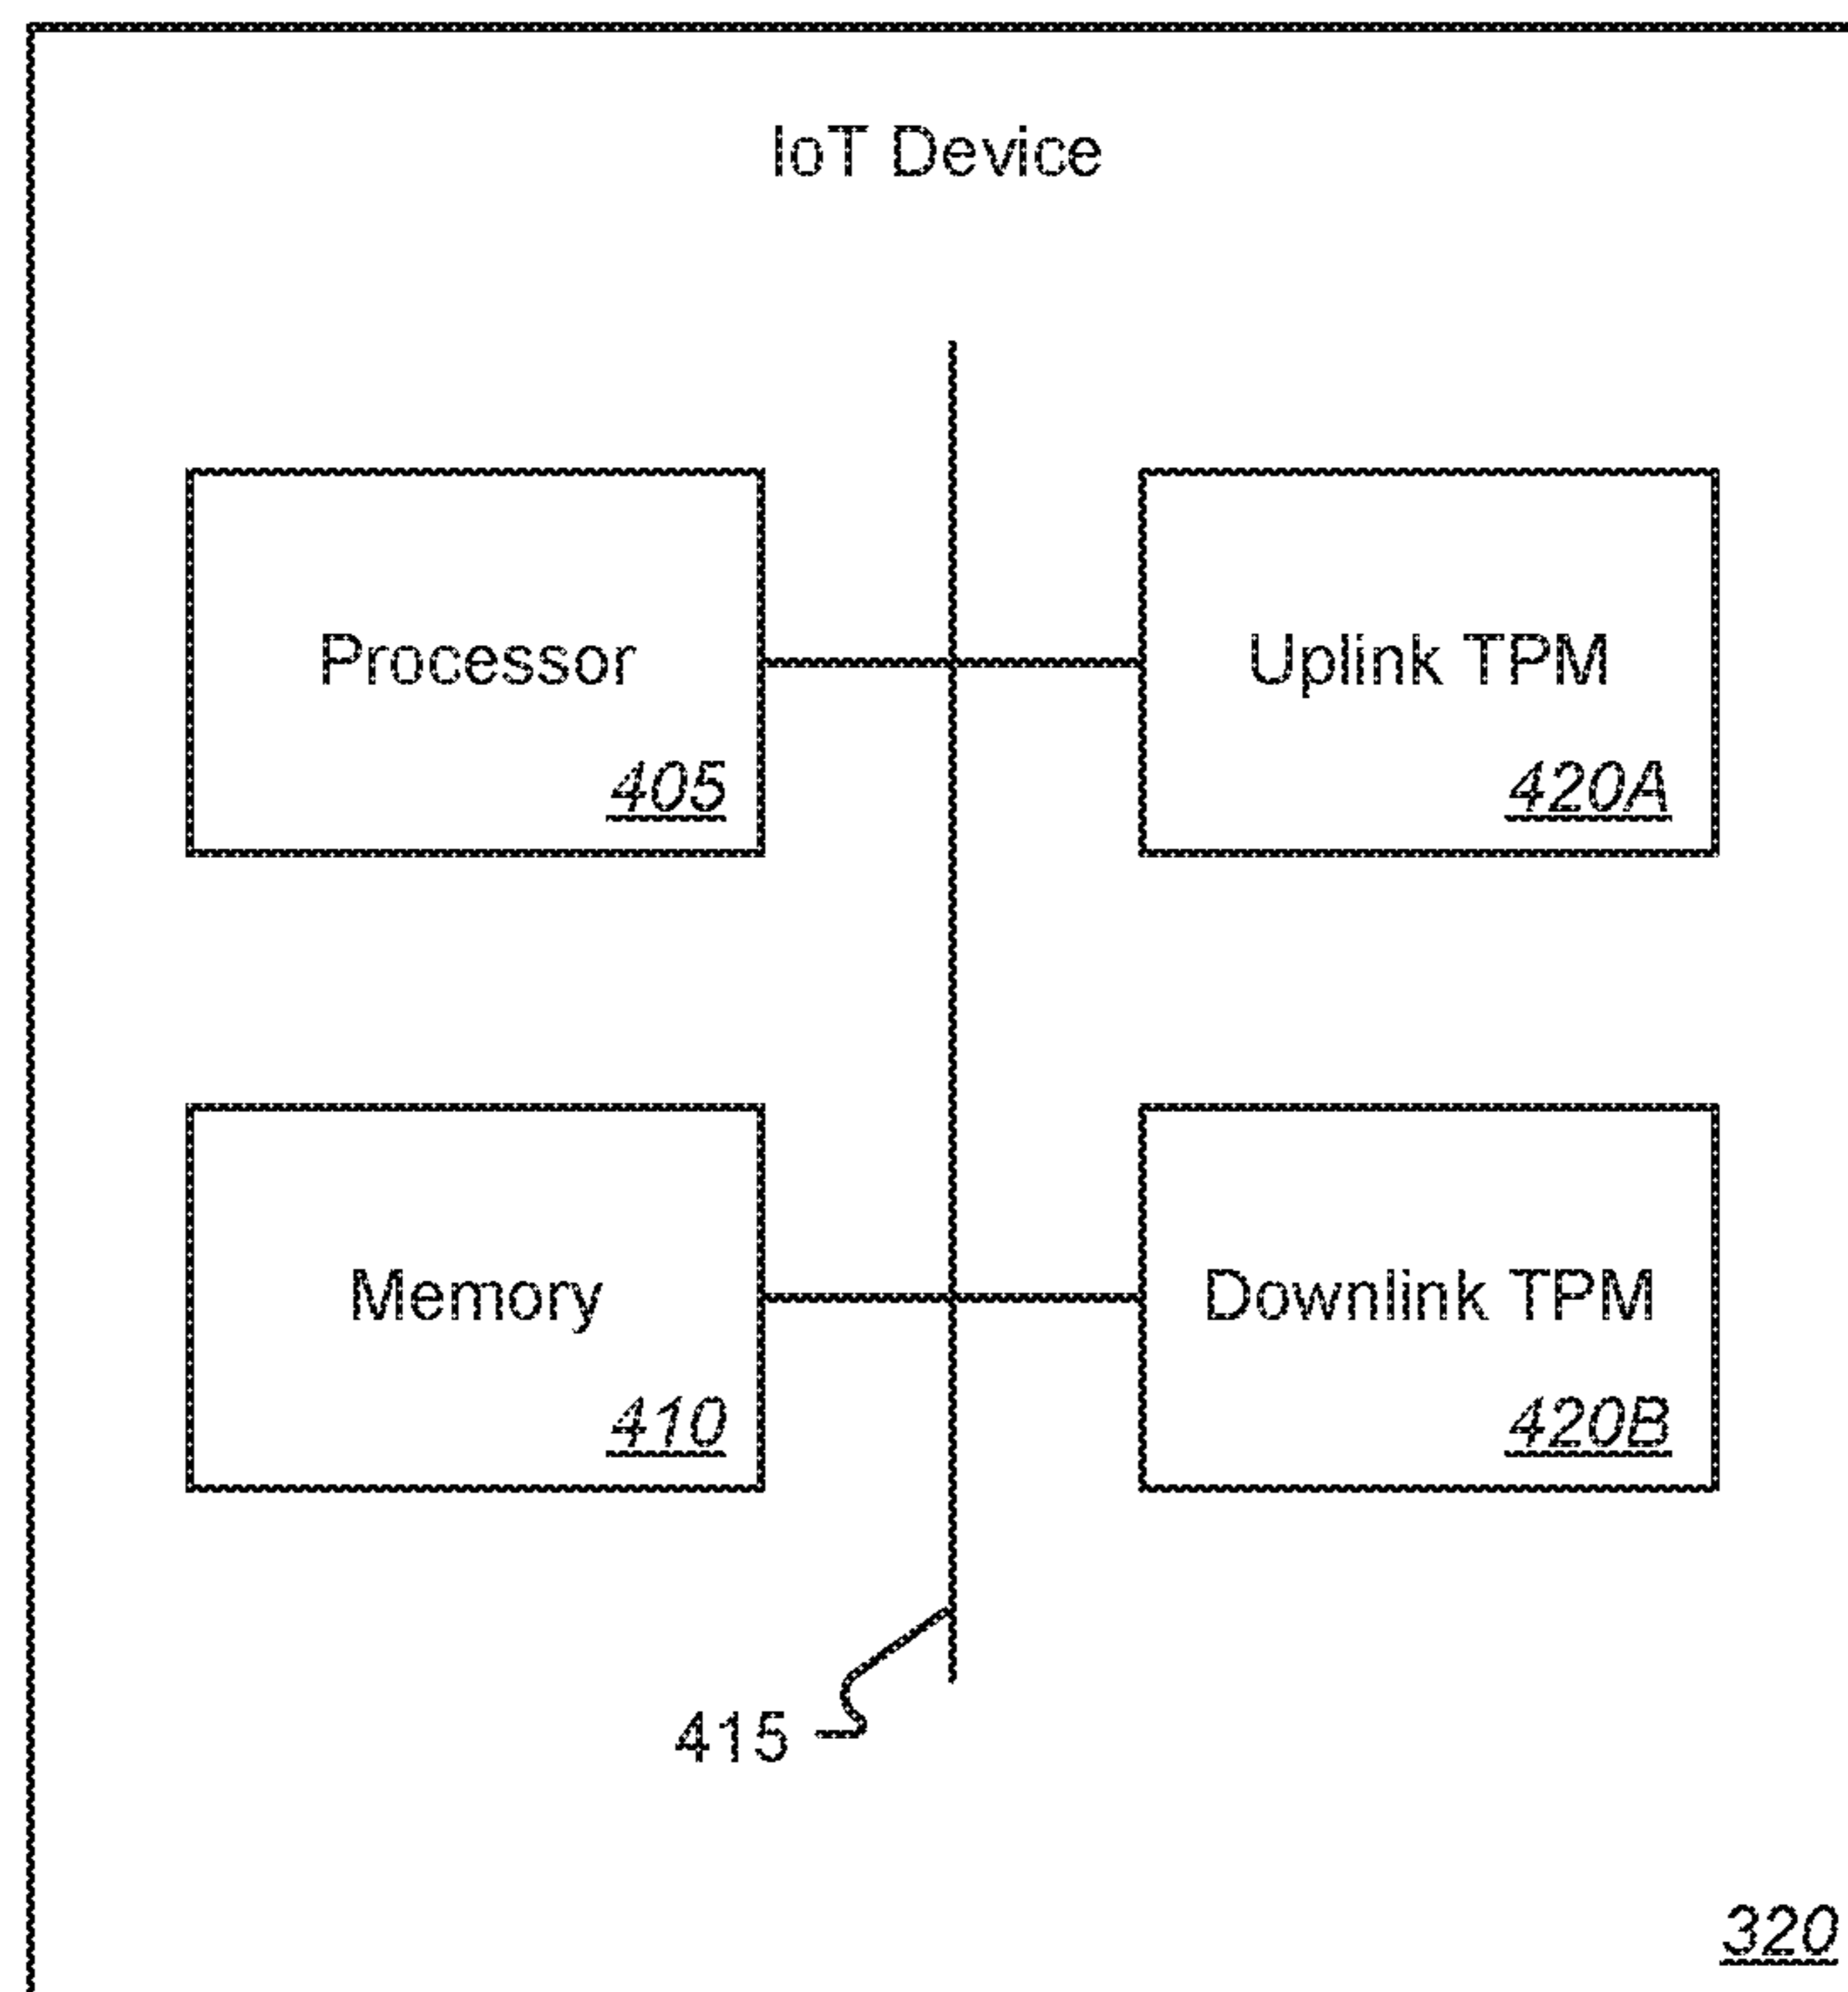 IoT Device
Processor
405
Uplink TPM
420A
Memory
410
Downlink TPM
420B
415
320